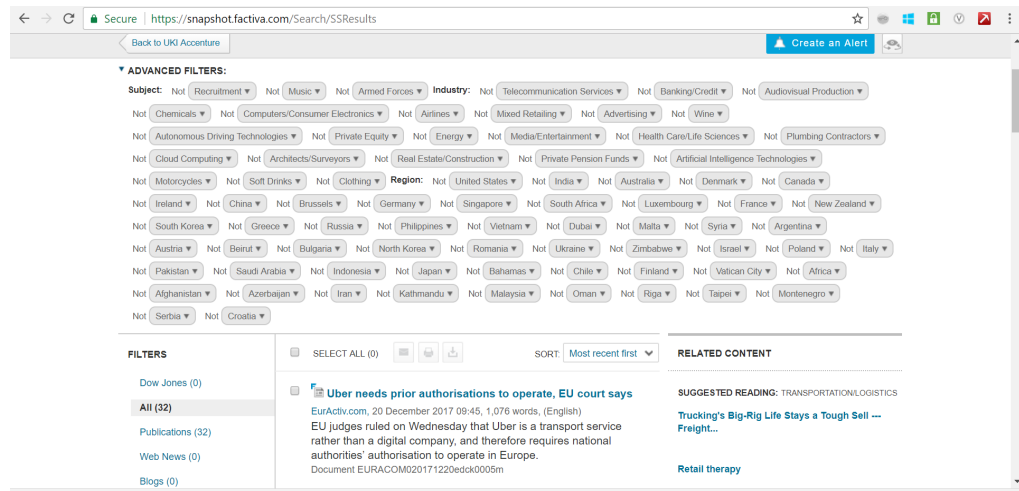 Secure https://snapshot.factiva.com/Search/SSResults
Back to UKI Accenture Create an Alert
ADVANCED FILTERS:
Subject: Not Recruitment Not Music Not Armed Forces Industry: Not Telecommunication Services Not Banking/Credit Not Audiovisual Production
Not Chemicals Not Computers/Consumer Electronics Not Airlines Not Mixed Retailing Not Advertising Not Wine
Not Autonomous Driving Technologies Not Private Equity Not Energy Not Media/Entertainment Not Health Care/Life Sciences Not Plumbing Contractors
Not Cloud Computing Not Architects/Surveyors Not Real Estate/Construction Not Private Pension Funds Not Artificial Intelligence Technologies
Not Motorcycles Not Soft Drinks Not Clothing Region: Not United States Not India Not Australia Not Denmark Not Canada
Not Ireland Not China Not Brussels Not Germany Not Singapore Not South Africa Not Luxembourg Not France Not New Zealand
Not South Korea Not Greece Not Russia Not Philippines Not Vietnam Not Dubai Not Malta Not Syria Not Argentina
Not Austria Not Beirut Not Bulgaria Not North Korea Not Romania Not Ukraine Not Zimbabwe Not Israel Not Poland Not Italy
Not Pakistan Not Saudi Arabia Not Indonesia Not Japan Not Bahamas Not Chile Not Finland Not Vatican City Not Africa
Not Afghanistan Not Azerbaijan Not Iran Not Kathmandu Not Malaysia Not Oman Not Riga Not Taipei Not Montenegro
Not Serbia Not Croatia
FILTERS
Dow Jones (0)
All (32)
Publications (32)
Web News (0)
Blogs (0)
SELECT ALL (0) SORT: Most recent first
Uber needs prior authorisations to operate, EU court says
EurActiv.com, 20 December 2017 09:45, 1,076 words, (English)
EU judges ruled on Wednesday that Uber is a transport service
rather than a digital company, and therefore requires national
authorities' authorisation to operate in Europe.
Document EURACOM020171220edck0005m
RELATED CONTENT
SUGGESTED READING: TRANSPORTATION/LOGISTICS
Trucking's Big-Rig Life Stays a Tough Sell ---
Freight...
Retail therapy